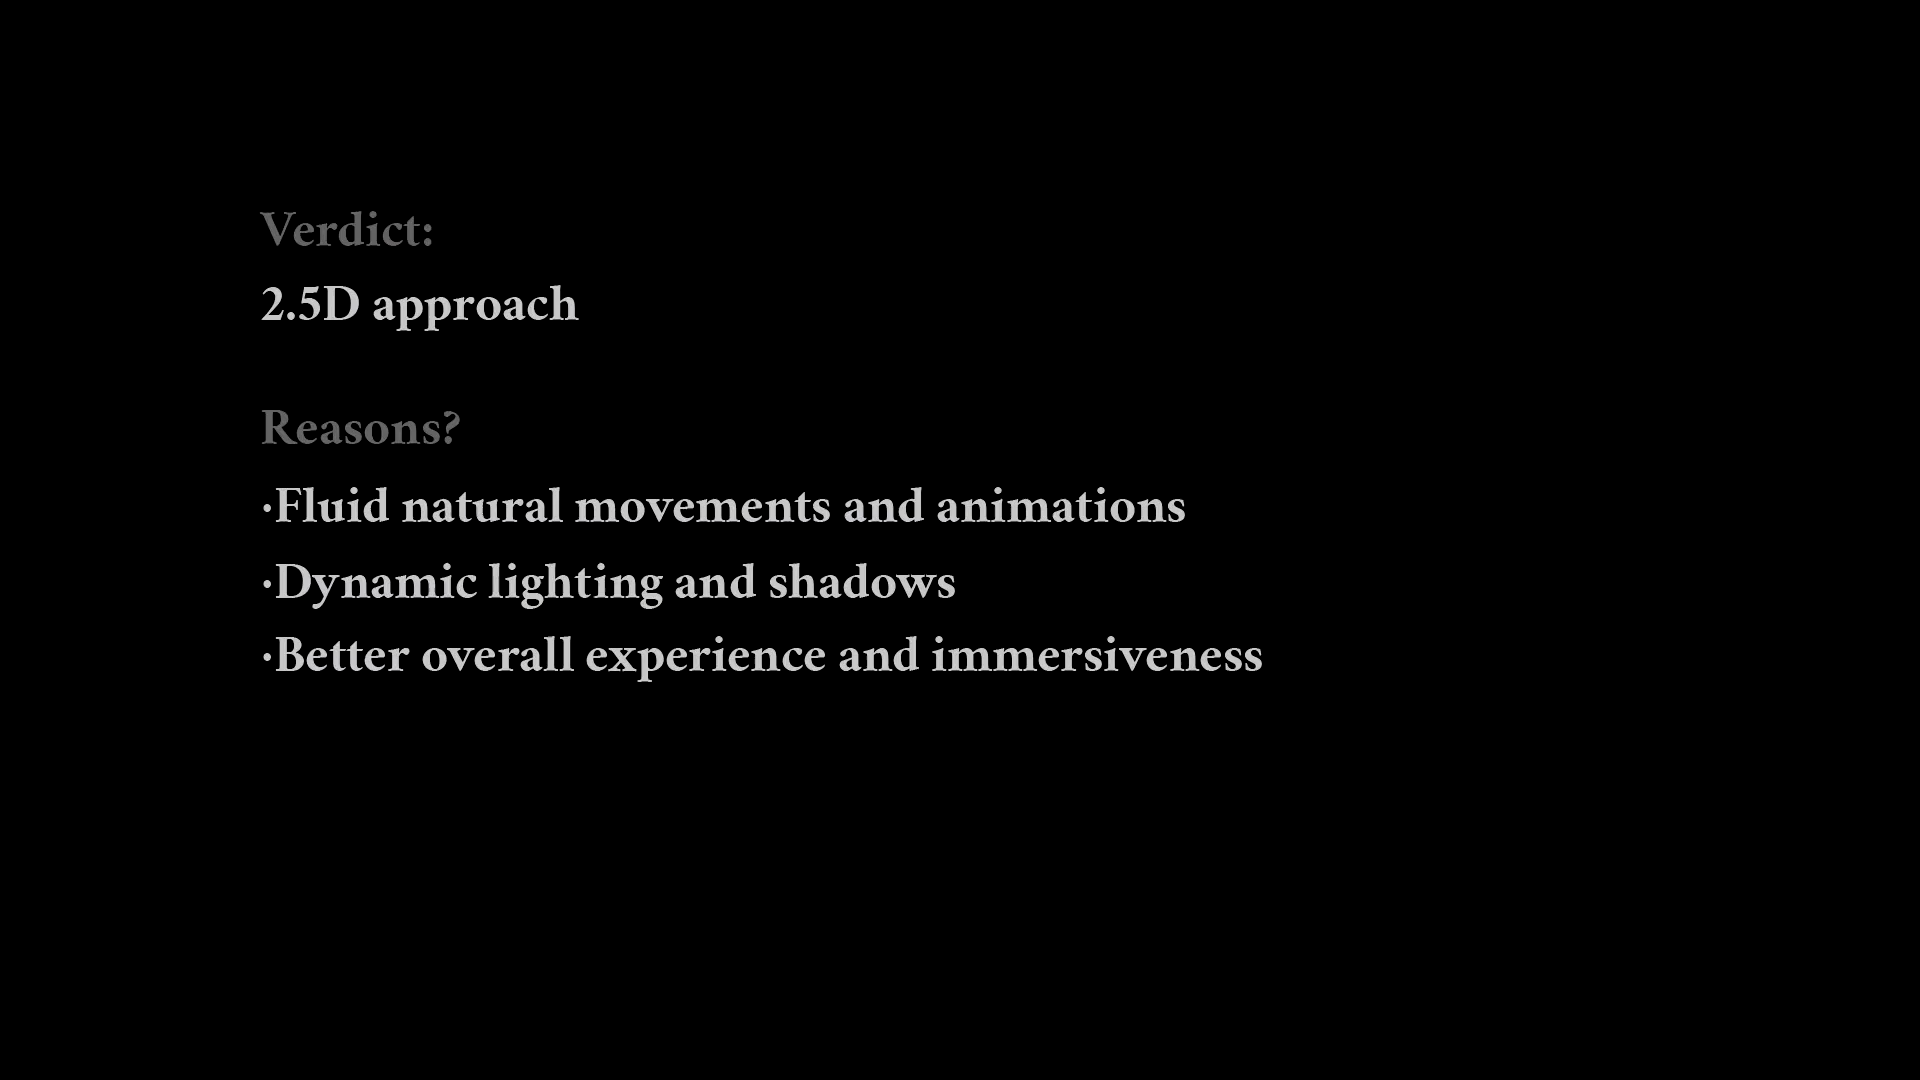 Verdict:
2.5D approach
Reasons?
·Fluid natural movements and animations
·Dynamic lighting and shadows
·Better overall experience and immersiveness